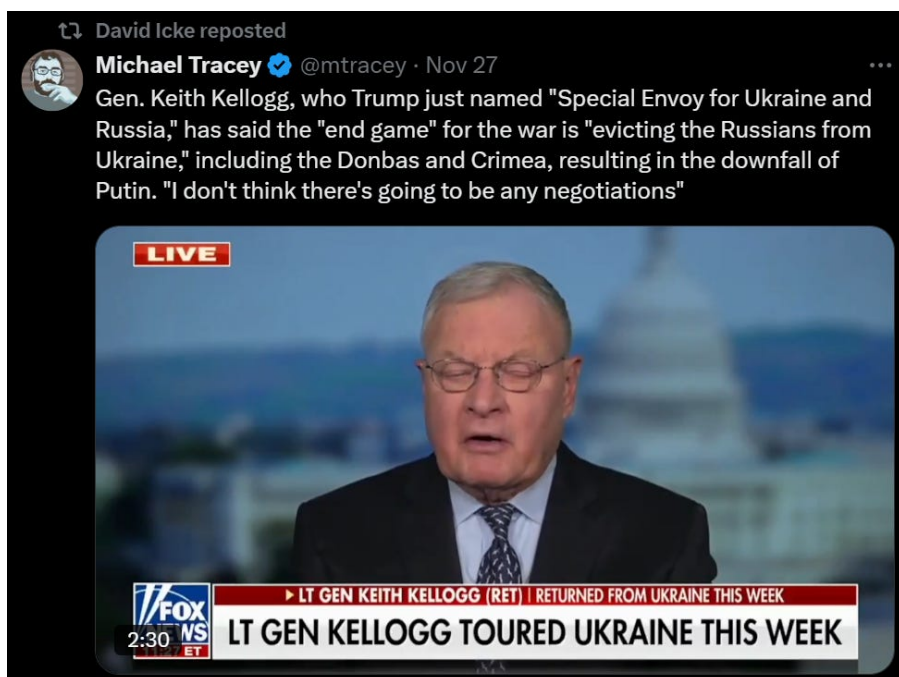 David Icke reposted
Michael Tracey @mtracey · Nov 27
Gen. Keith Kellogg, who Trump just named "Special Envoy for Ukraine and
Russia," has said the "end game" for the war is "evicting the Russians from
Ukraine," including the Donbas and Crimea, resulting in the downfall of
Putin. "I don't think there's going to be any negotiations"
LIVE
LT GEN KEITH KELLOGG (RET) | RETURNED FROM UKRAINE THIS WEEK
FOX
NEWS
2:30
ET
LT GEN KELLOGG TOURED UKRAINE THIS WEEK